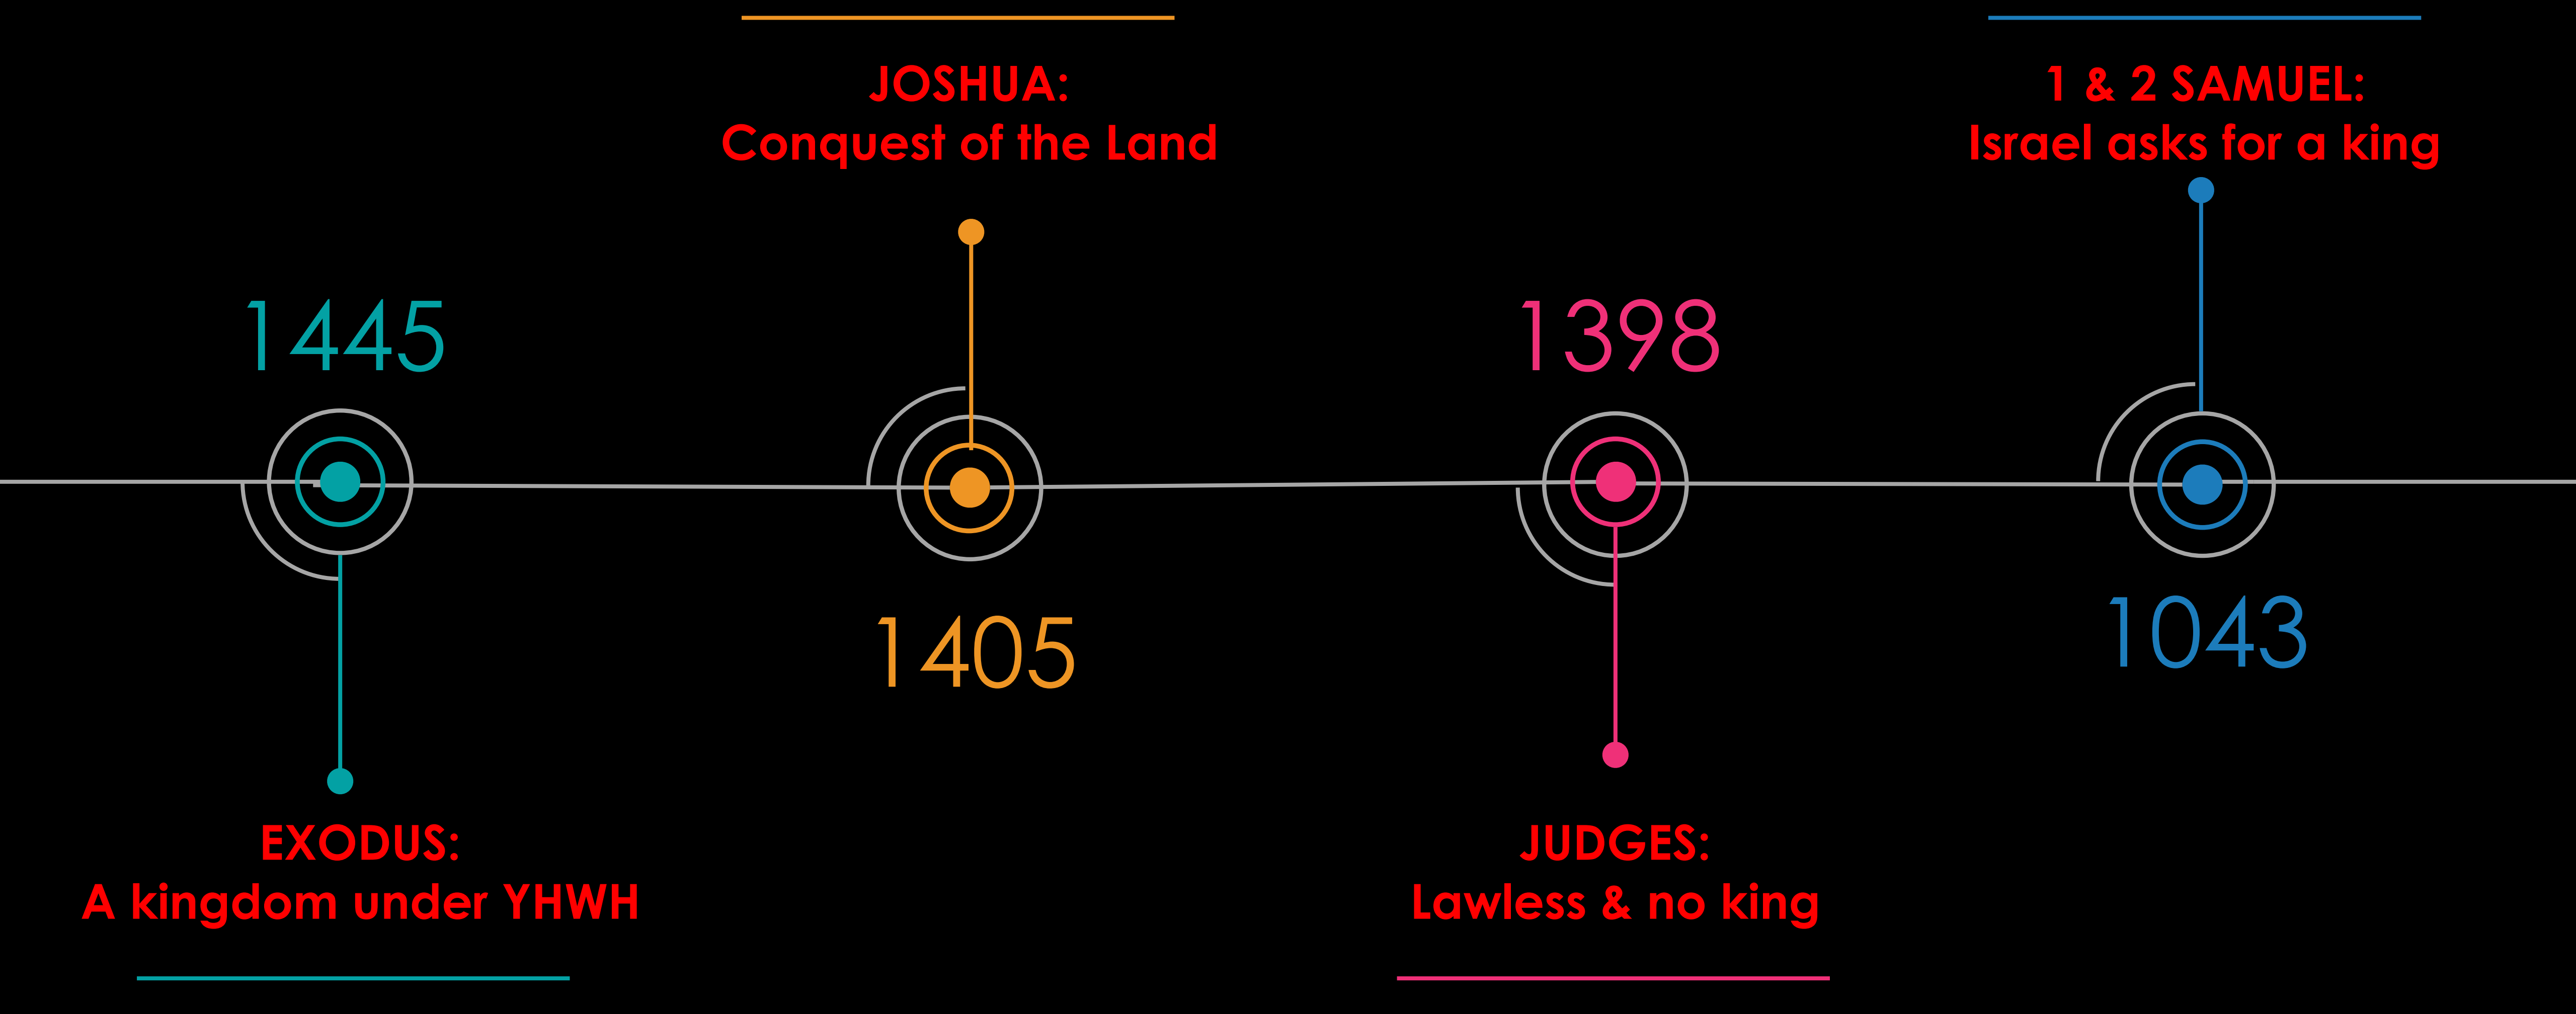 1445
EXODUS:
A kingdom under YHWH
JOSHUA:
Conquest of the Land
1405
1398
JUDGES:
Lawless & no king
1 & 2 SAMUEL:
Israel asks for a king
1043